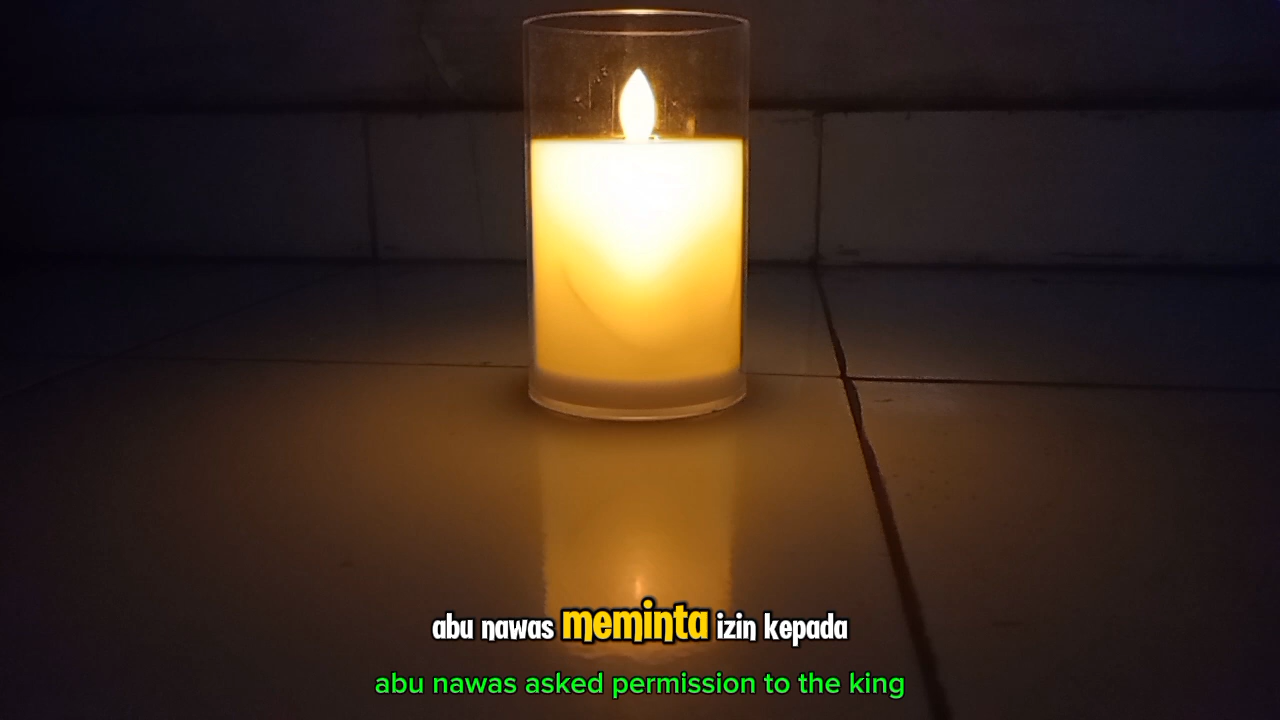 abu nawas meminta izin kepada
abu nawas asked permission to the king